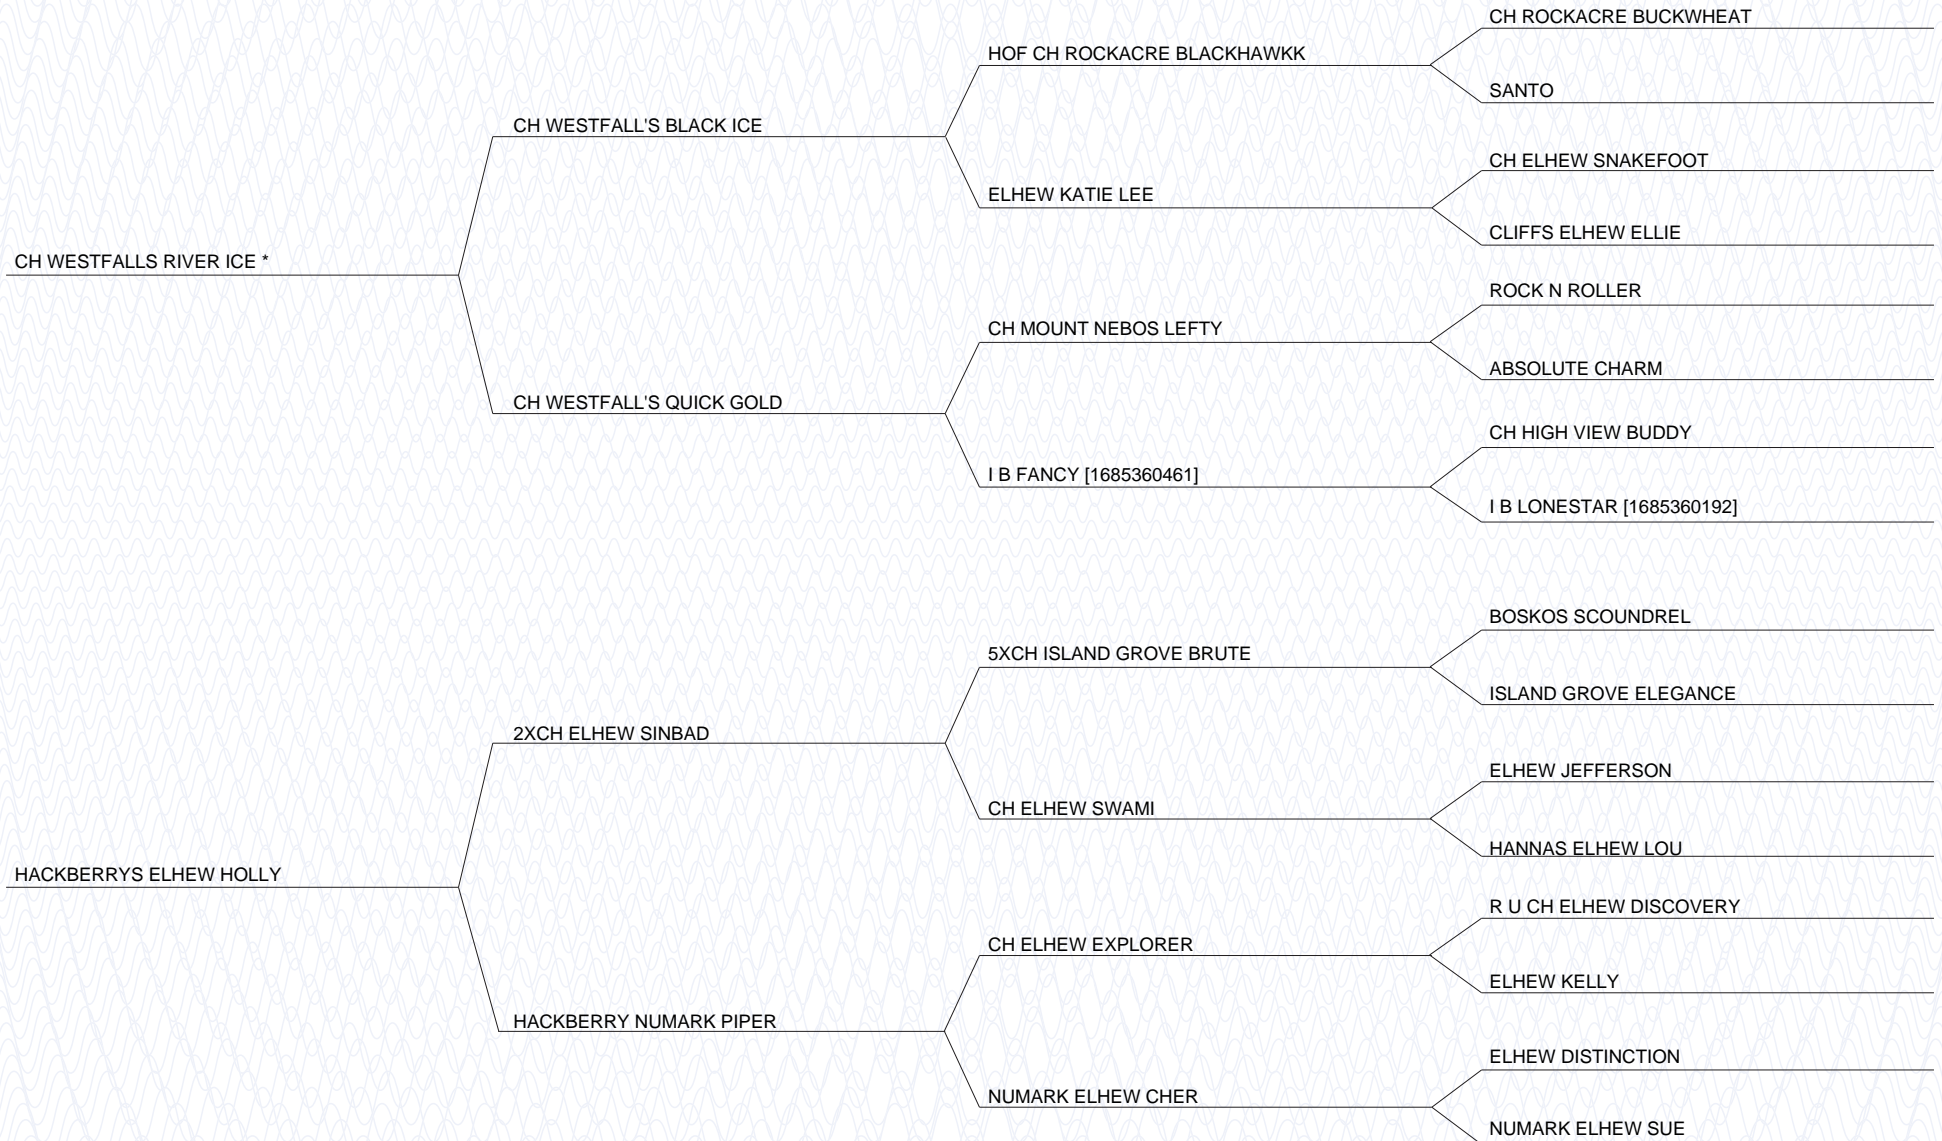 CH ROCKACRE BUCKWHEAT
HOF CH ROCKACRE BLACKHAWKK
SANTO
CH WESTFALL'S BLACK ICE
CH ELHEW SNAKEFOOT
ELHEW KATIE LEE
CLIFFS ELHEW ELLIE
CH WESTFALLS RIVER ICE *
ROCK N ROLLER
CH MOUNT NEBOS LEFTY
ABSOLUTE CHARM
CH WESTFALL'S QUICK GOLD
CH HIGH VIEW BUDDY
I B FANCY [1685360461]
I B LONESTAR [1685360192]
BOSKOS SCOUNDREL
5XCH ISLAND GROVE BRUTE
ISLAND GROVE ELEGANCE
2XCH ELHEW SINBAD
ELHEW JEFFERSON
CH ELHEW SWAMI
HANNAS ELHEW LOU
HACKBERRYS ELHEW HOLLY
R U CH ELHEW DISCOVERY
CH ELHEW EXPLORER
ELHEW KELLY
HACKBERRY NUMARK PIPER
ELHEW DISTINCTION
NUMARK ELHEW CHER
NUMARK ELHEW SUE